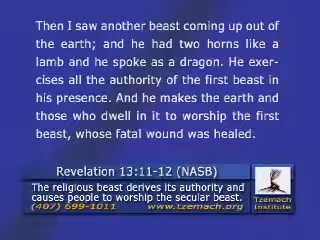 Then I saw another beast coming up out of
the earth; and he had two horns like a
lamb and he spoke as a dragon. He exer-
cises all the authority of the first beast in
his presence. And he makes the earth and
those who dwell in it to worship the first
beast, whose fatal wound was healed.
Revelation 13:11-12 (NASB)
The religious beast derives its authority and
causes people to worship the secular beast.
(407) 699-1011 www.tzemach.org
Tzemach
Institute